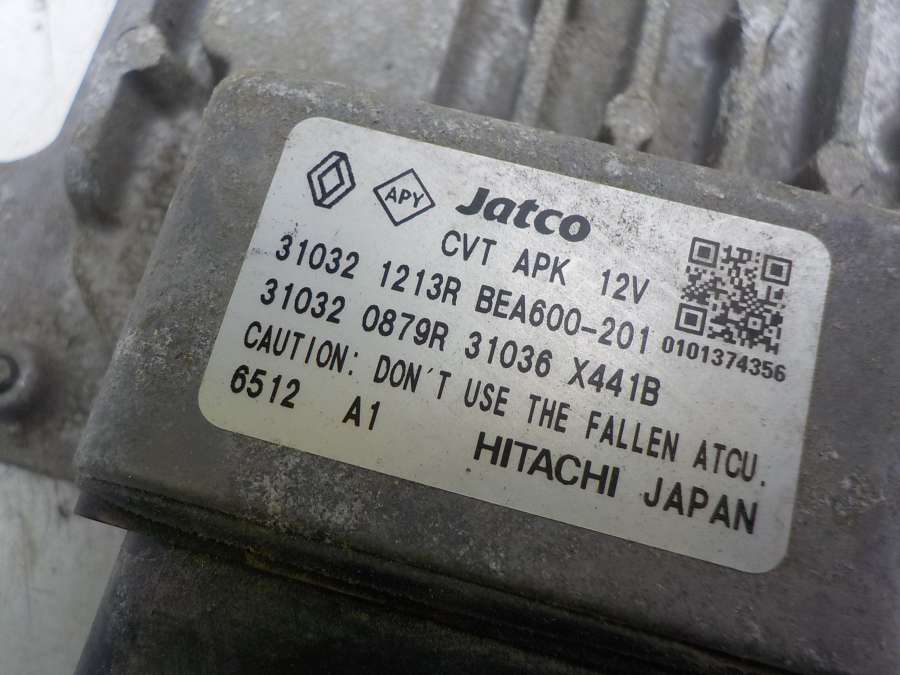 APY
Jatco
CVT APK 12V
31032 1213R BEA600-201
31032 0879R 31036 X441B
0101374356
CAUTION: DON'T USE THE FALLEN ATCU.
6512 A1
HITACHI JAPAN